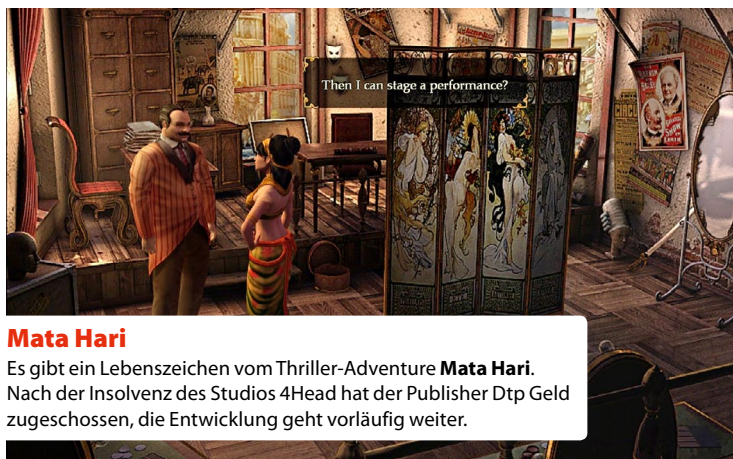 Then I can stage a performance?
Mata Hari
Es gibt ein Lebenszeichen vom Thriller-Adventure Mata Hari.
Nach der Insolvenz des Studios 4Head hat der Publisher Dtp Geld
zugeschossen, die Entwicklung geht vorläufig weiter.